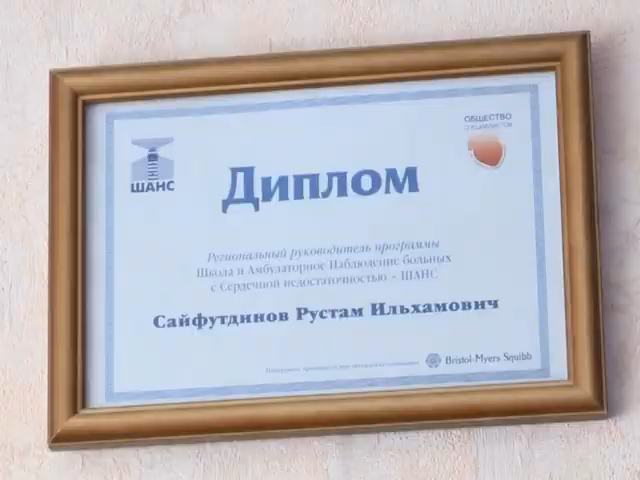 ОБЩЕСТВО
СПЕЦИАЛИСТОВ
ШАНС
Диплом
Региональный руководитель программы
Школа и Амбулаторное Наблюдение больных
с Сердечной недостаточностью - ШАНС
Сайфутдинов Рустам Ильхамович
Bristol-Myers Squibb